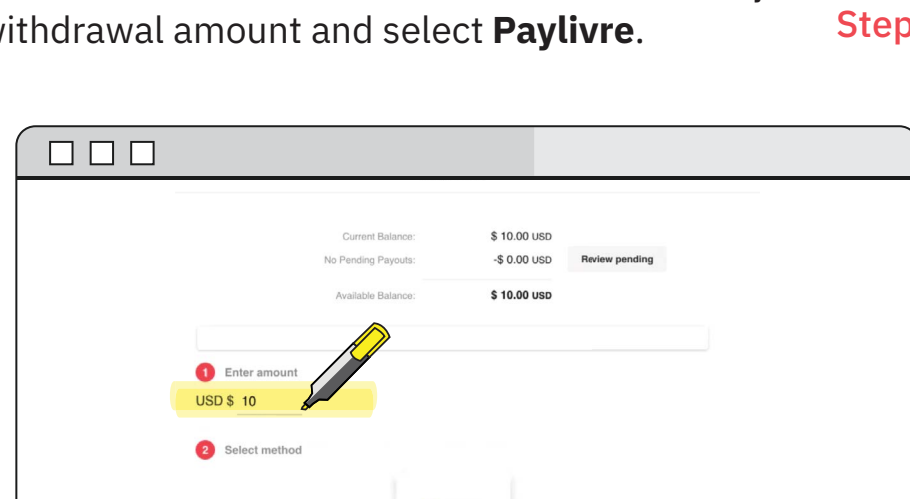 withdrawal amount and select Paylivre.
Step
Current Balance: $ 10.00 USD
No Pending Payouts: -$ 0.00 USD Review pending
Available Balance: $ 10.00 USD
1 Enter amount
USD $ 10
2 Select method